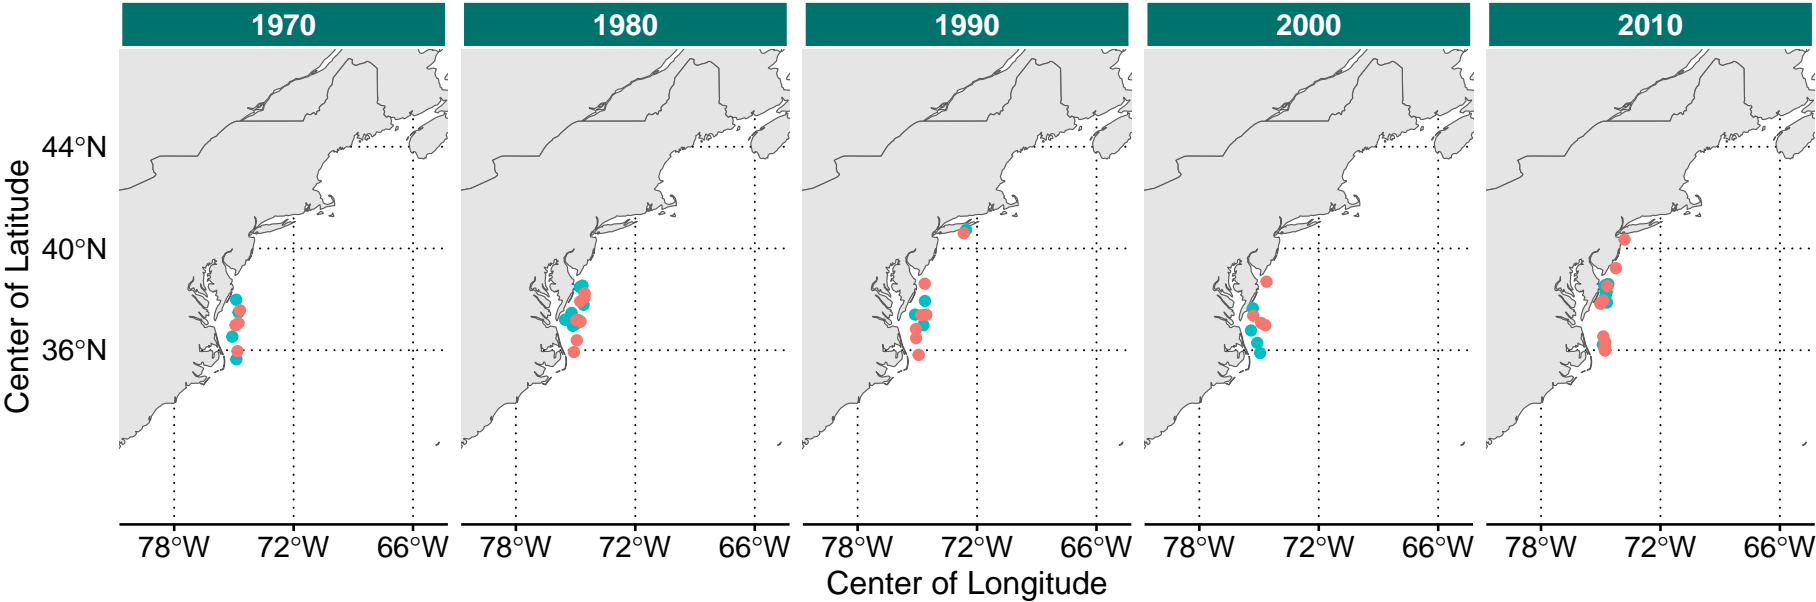 1970 1980 1990 2000 2010
Center of Latitude
44°N
40°N
36°N
78°W 72°W 66°W 78°W 72°W 66°W 78°W 72°W 66°W 78°W 72°W 66°W 78°W 72°W 66°W
Center of Longitude